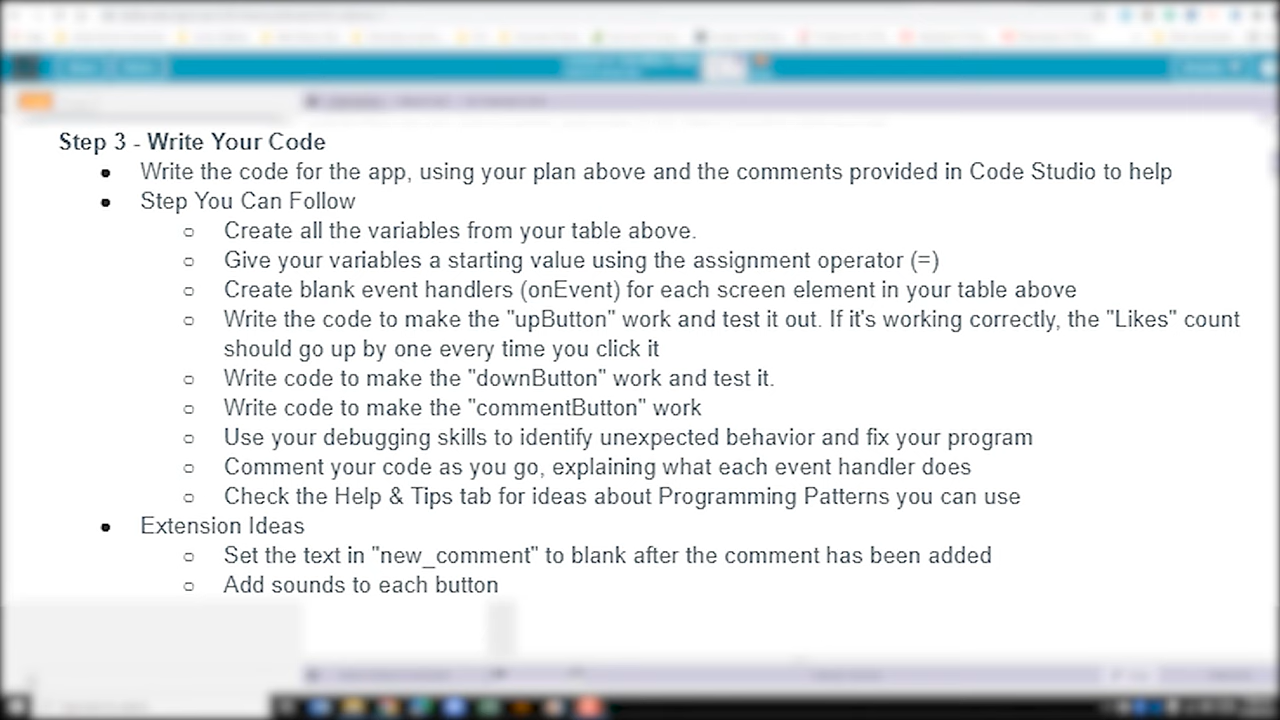 Step 3 - Write Your Code
● Write the code for the app, using your plan above and the comments provided in Code Studio to help
● Step You Can Follow
○ Create all the variables from your table above.
○ Give your variables a starting value using the assignment operator (=)
○ Create blank event handlers (onEvent) for each screen element in your table above
○ Write the code to make the "upButton" work and test it out. If it's working correctly, the "Likes" count
should go up by one every time you click it
○ Write code to make the "downButton" work and test it.
○ Write code to make the "commentButton" work
○ Use your debugging skills to identify unexpected behavior and fix your program
○ Comment your code as you go, explaining what each event handler does
○ Check the Help & Tips tab for ideas about Programming Patterns you can use
● Extension Ideas
○ Set the text in "new_comment" to blank after the comment has been added
○ Add sounds to each button